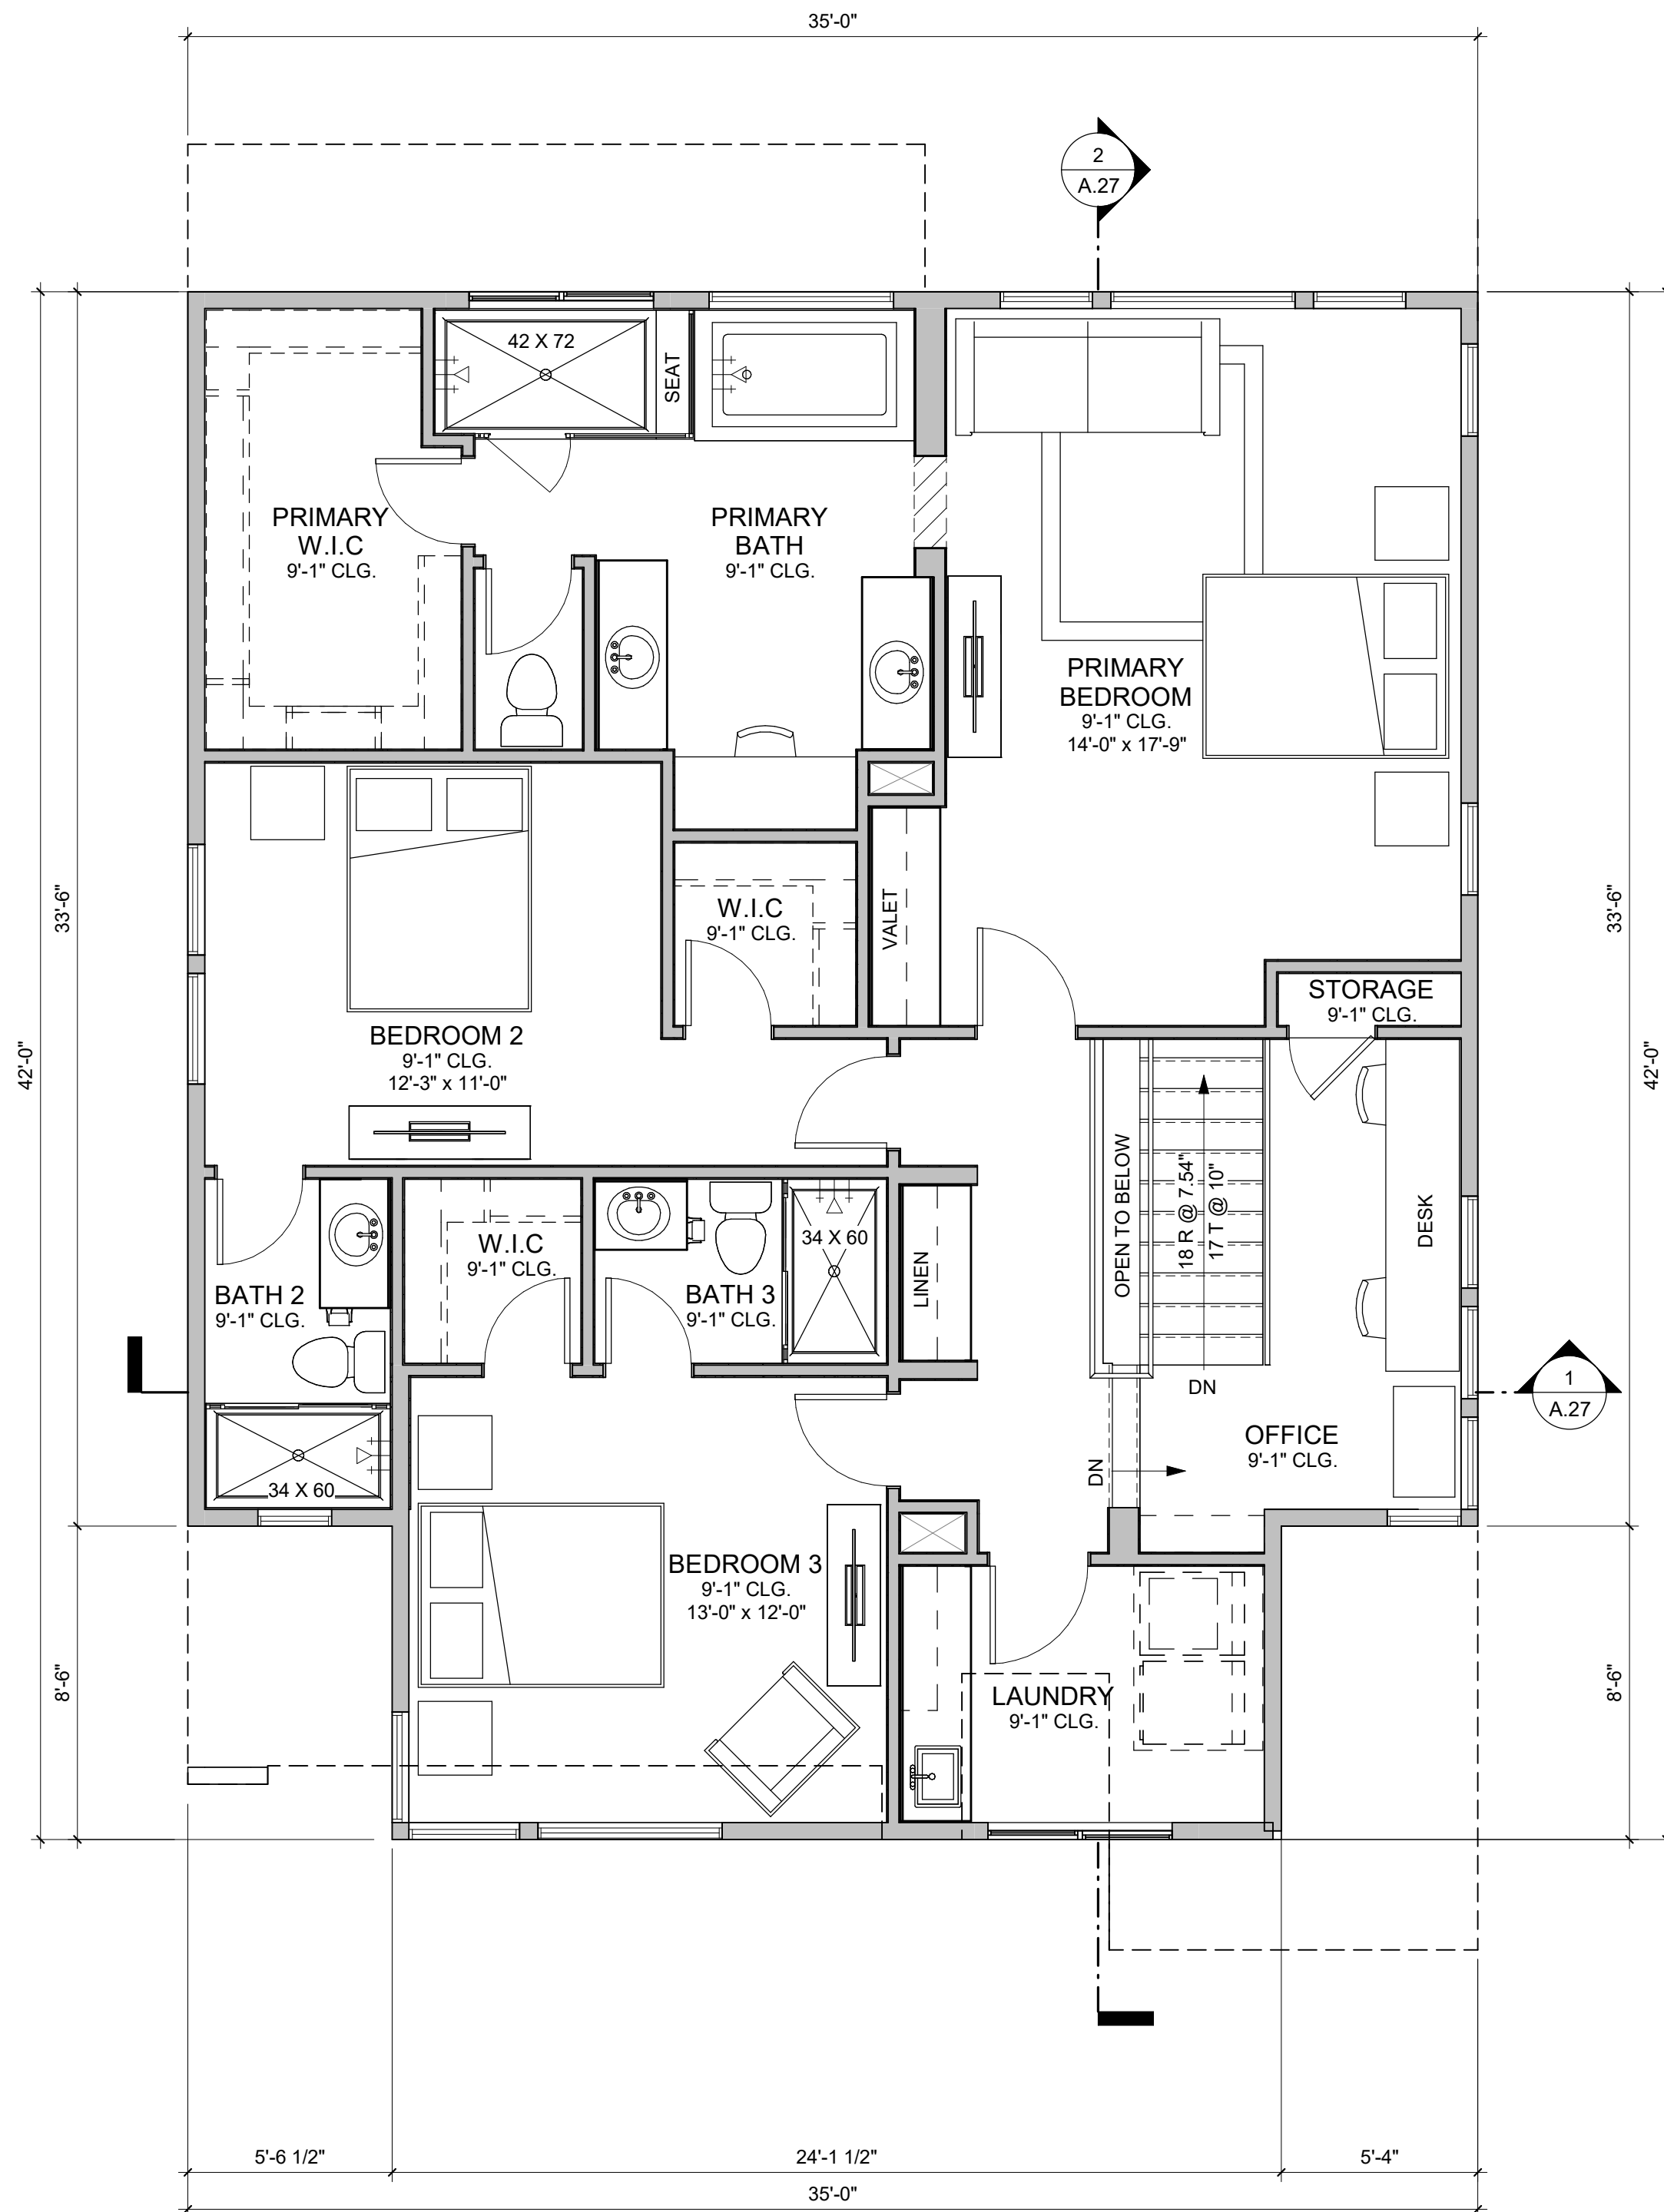 35'-0"
2
A.27
42 X 72
SEAT
PRIMARY
W.I.C
9'-1" CLG.
PRIMARY
BATH
9'-1" CLG.
PRIMARY
BEDROOM
9'-1" CLG.
14'-0" x 17'-9"
33'-6"
42'-0"
W.I.C
9'-1" CLG.
VALET
33'-6"
42'-0"
STORAGE
9'-1" CLG.
BEDROOM 2
9'-1" CLG.
12'-3" x 11'-0"
OPEN TO BELOW
18 R @ 7.54"
17 T @ 10"
DESK
W.I.C
9'-1" CLG.
34 X 60
LINEN
BATH 2
9'-1" CLG.
BATH 3
9'-1" CLG.
DN
1
A.27
OFFICE
9'-1" CLG.
DN
34 X 60
BEDROOM 3
9'-1" CLG.
13'-0" x 12'-0"
8'-6"
LAUNDRY
9'-1" CLG.
8'-6"
5'-6 1/2"
24'-1 1/2"
5'-4"
35'-0"